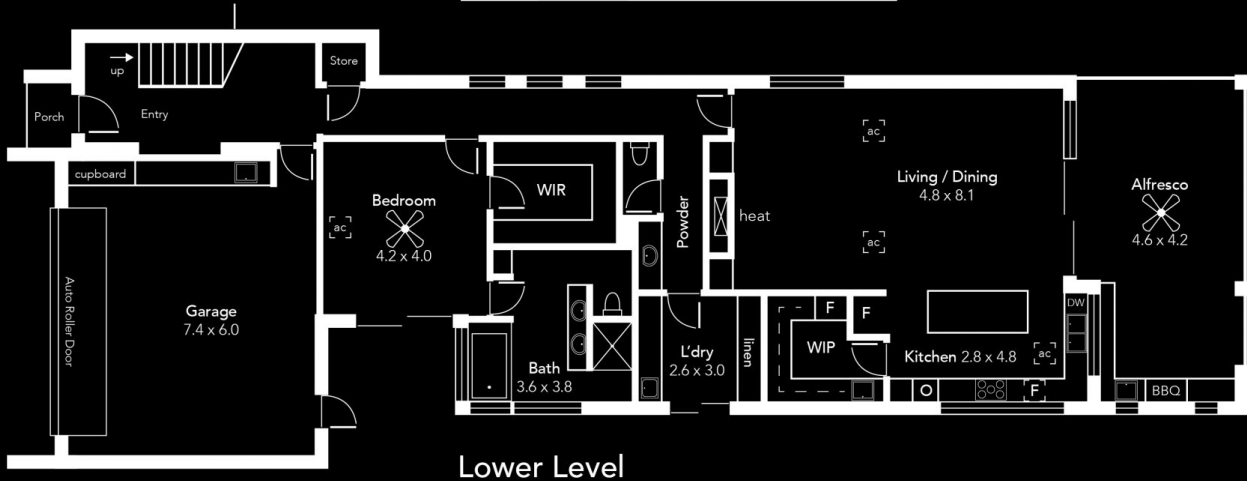 Store
up
Porch
Entry
cupboard
Auto Roller Door
Garage
7.4 x 6.0
Bedroom
4.2 x 4.0
ac
WIR
Powder
heat
ac
Living / Dining
4.8 x 8.1
ac
Alfresco
4.6 x 4.2
Bath
3.6 x 3.8
L'dry
2.6 x 3.0
linen
F
F
WIP
Kitchen 2.8 x 4.8
ac
DW
O
F
BBQ
Lower Level